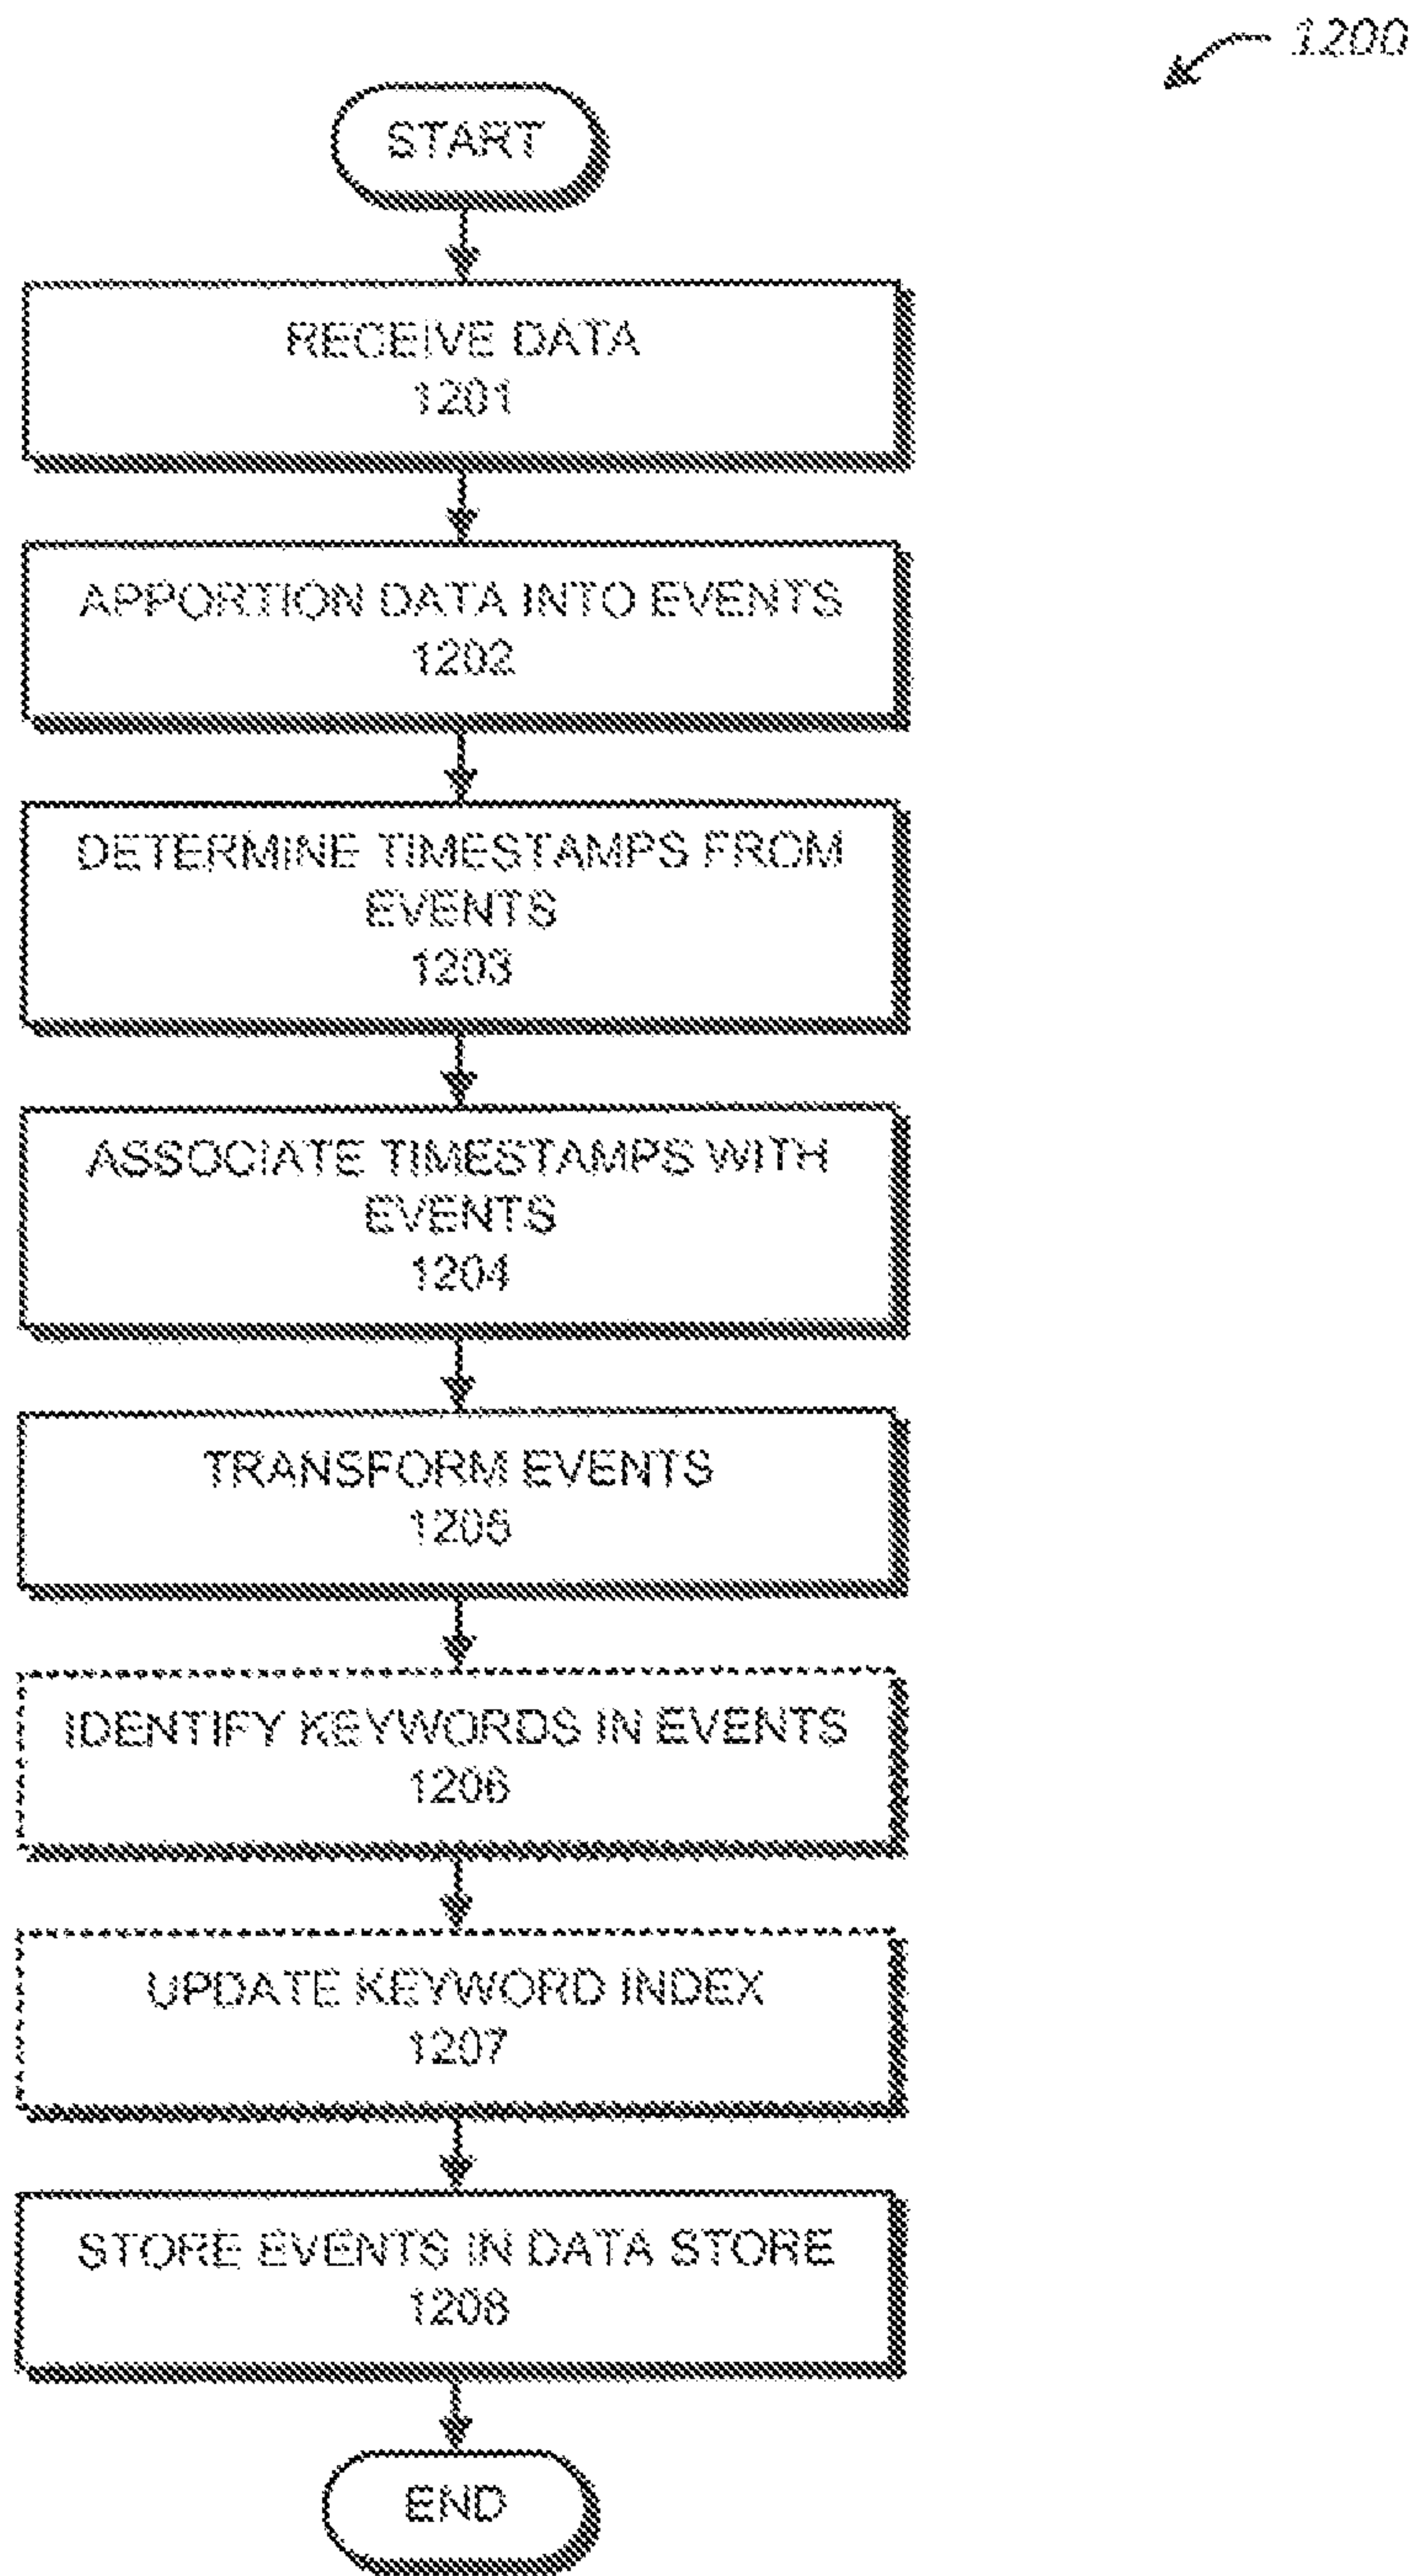 1200
START
RECEIVE DATA
1201
APPORTION DATA INTO EVENTS
1202
DETERMINE TIMESTAMPS FROM
EVENTS
1203
ASSOCIATE TIMESTAMPS WITH
EVENTS
1204
TRANSFORM EVENTS
1205
IDENTIFY KEYWORDS IN EVENTS
1206
UPDATE KEYWORD INDEX
1207
STORE EVENTS IN DATA STORE
1208
END